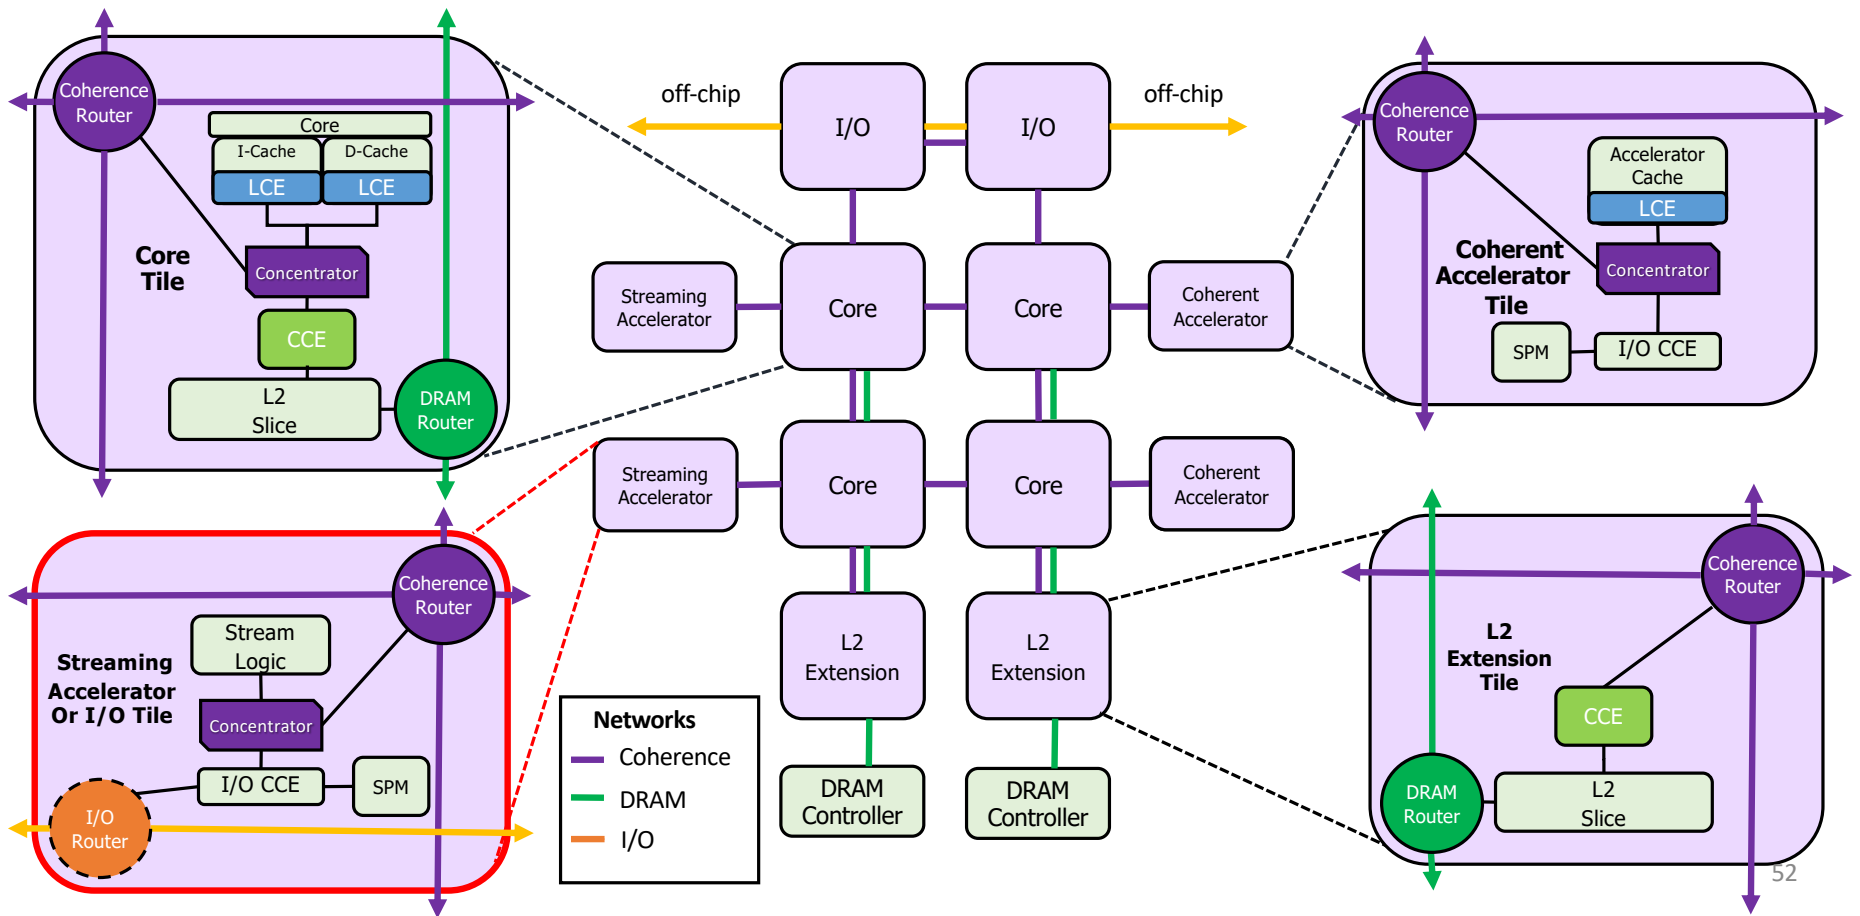 Coherence
Router
Core
I-Cache
D-Cache
LCE
LCE
Core
Tile
Concentrator
CCE
L2
Slice
DRAM
Router
off-chip
I/O
I/O
off-chip
Streaming
Accelerator
Core
Core
Coherent
Accelerator
Streaming
Accelerator
Core
Core
Coherent
Accelerator
L2
Extension
L2
Extension
DRAM
Controller
DRAM
Controller
Networks
Coherence
DRAM
I/O
Coherence
Router
Accelerator
Cache
LCE
Coherent
Accelerator
Tile
Concentrator
SPM
I/O CCE
Coherence
Router
Stream
Logic
Streaming
Accelerator
Or I/O Tile
Concentrator
I/O CCE
SPM
I/O
Router
Coherence
Router
L2
Extension
Tile
CCE
DRAM
Router
L2
Slice
52